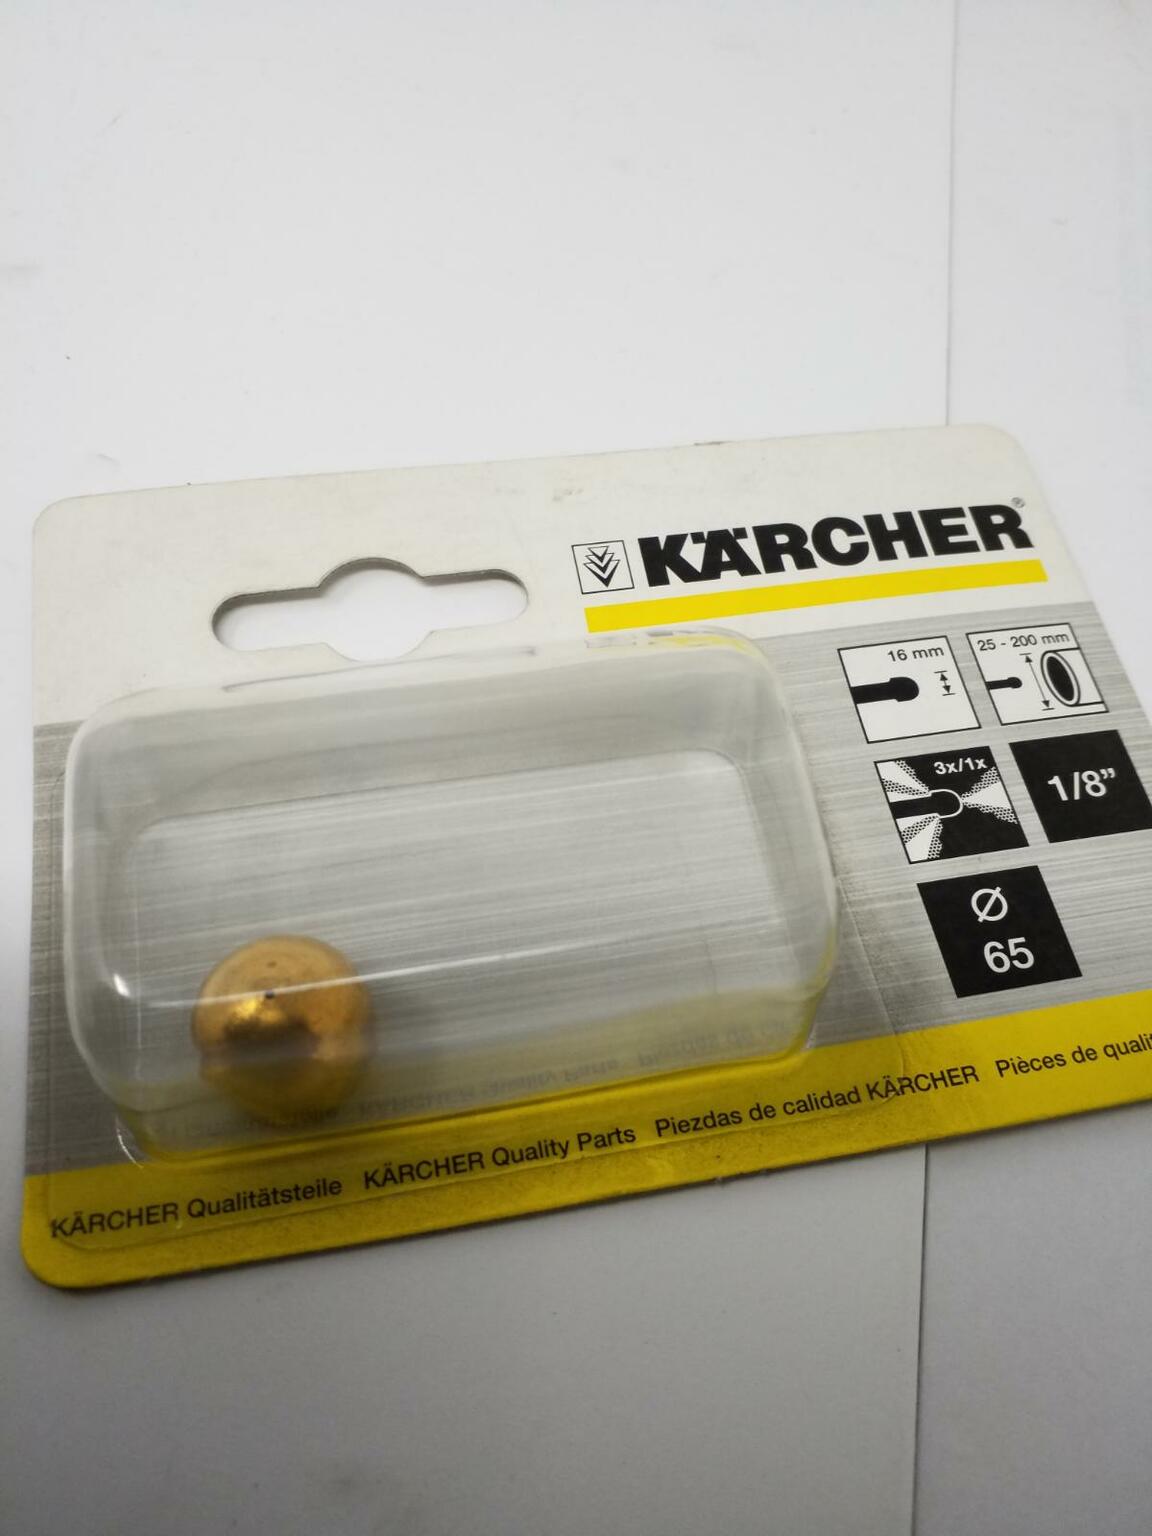 KÄRCHER®
16 mm
25 - 200 mm
3x/1x
1/8”
Ø
65
KÄRCHER Qualitätsteile KÄRCHER Quality Parts Piezdas de calidad KÄRCHER Pièces de